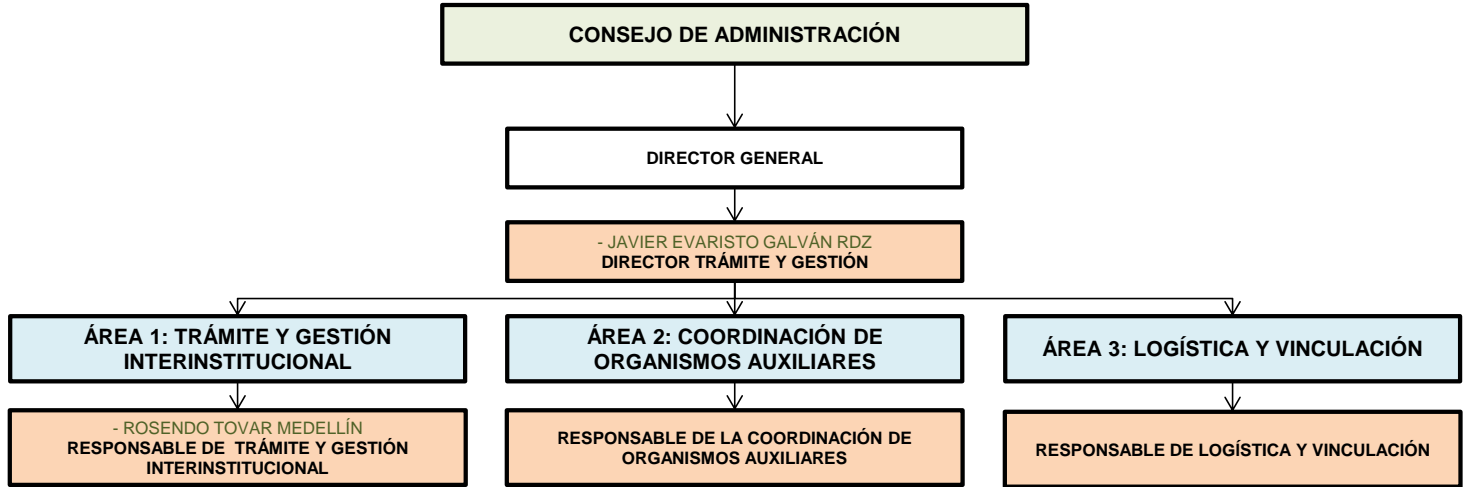 CONSEJO DE ADMINISTRACIÓN
DIRECTOR GENERAL
- JAVIER EVARISTO GALVÁN RDZ
DIRECTOR TRÁMITE Y GESTIÓN
ÁREA 1: TRÁMITE Y GESTIÓN
INTERINSTITUCIONAL
ÁREA 2: COORDINACIÓN DE
ORGANISMOS AUXILIARES
ÁREA 3: LOGÍSTICA Y VINCULACIÓN
- ROSENDO TOVAR MEDELLÍN
RESPONSABLE DE  TRÁMITE Y GESTIÓN
INTERINSTITUCIONAL
RESPONSABLE DE LA COORDINACIÓN DE
ORGANISMOS AUXILIARES
RESPONSABLE DE LOGÍSTICA Y VINCULACIÓN